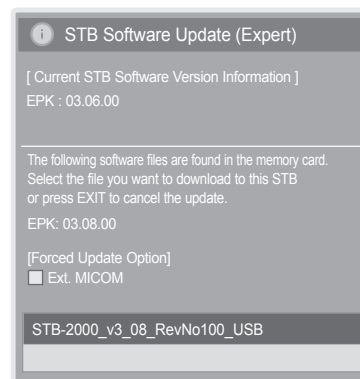 STB Software Update (Expert)
[ Current STB Software Version Information ]
EPK : 03.06.00
The following software files are found in the memory card.
Select the file you want to download to this STB
or press EXIT to cancel the update.
EPK: 03.08.00
[Forced Update Option]
Ext. MICOM
STB-2000_v3_08_RevNo100_USB